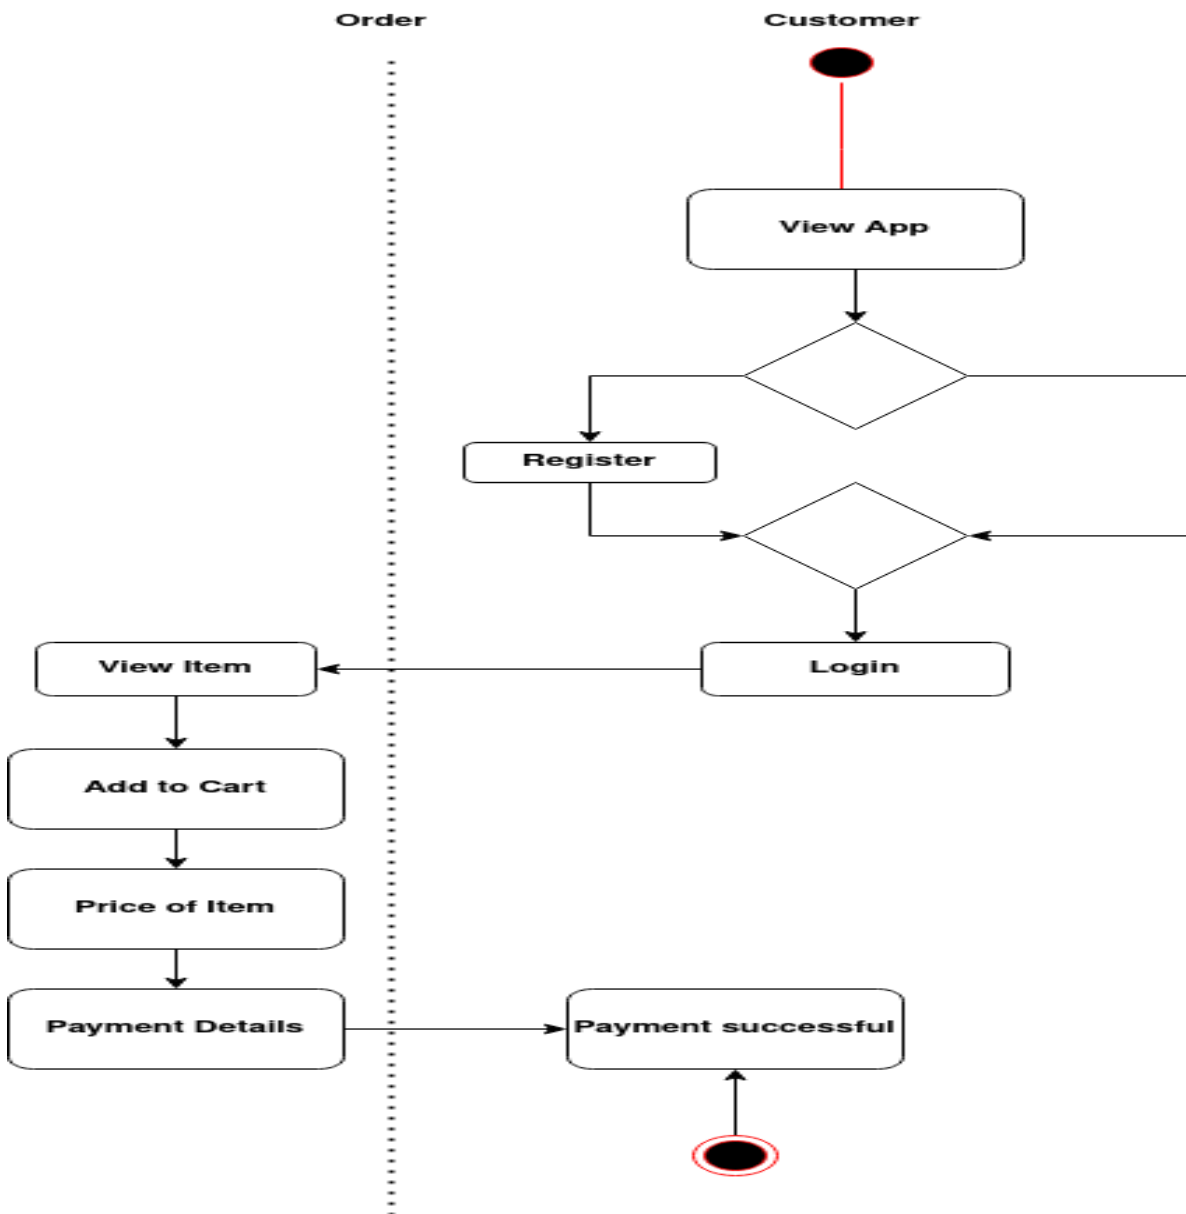 Order
Customer
View App
Register
View Item
Login
Add to Cart
Price of Item
Payment Details
Payment successful